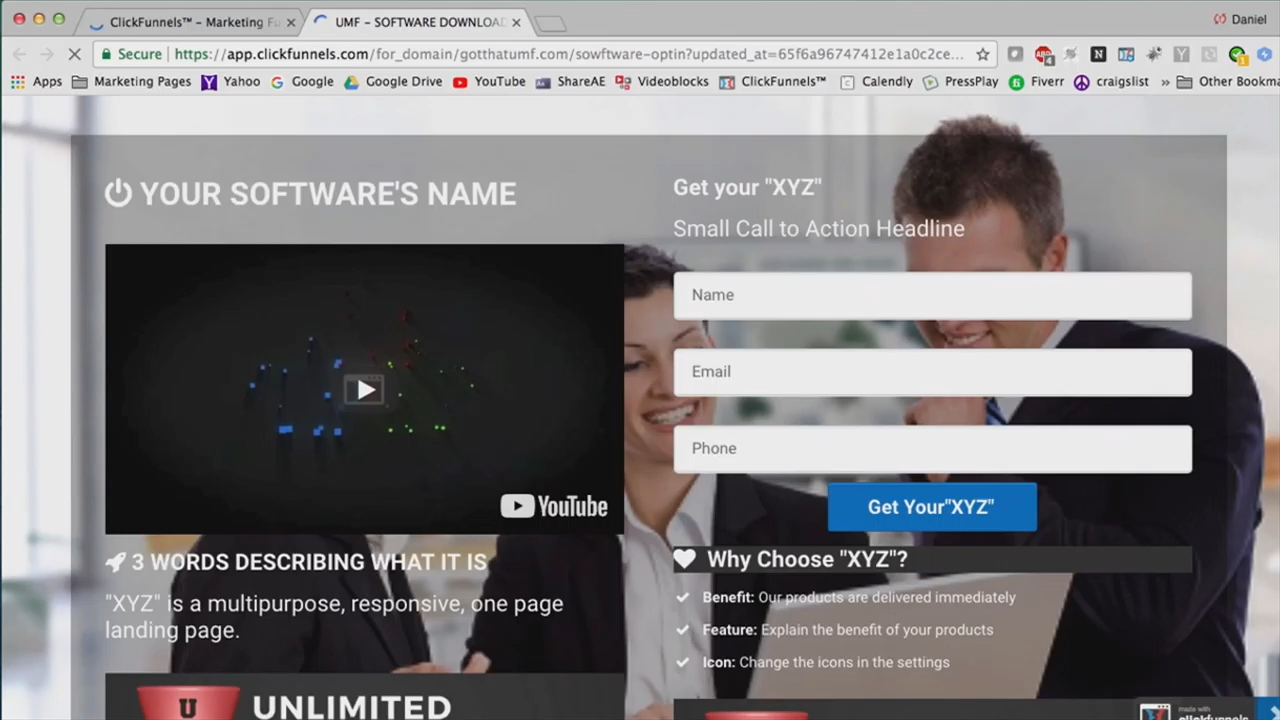 ClickFunnels™ – Marketing Fu
UMF – SOFTWARE DOWNLOA
Daniel
Secure
https://app.clickfunnels.com/for_domain/gotthatumf.com/sowftware-optin?updated_at=65f6a96747412e1a0c2ce...
Apps
Marketing Pages
Yahoo
Google
Google Drive
YouTube
ShareAE
Videoblocks
ClickFunnels™
Calendly
PressPlay
Fiverr
craigslist
»
Other Bookma
YOUR SOFTWARE'S NAME
YouTube
3 WORDS DESCRIBING WHAT IT IS
"XYZ" is a multipurpose, responsive, one page
landing page.
U
UNLIMITED
Get your "XYZ"
Small Call to Action Headline
Name
Email
Phone
Get Your"XYZ"
Why Choose "XYZ"?
Benefit: Our products are delivered immediately
Feature: Explain the benefit of your products
Icon: Change the icons in the settings
made with
clickfunnels